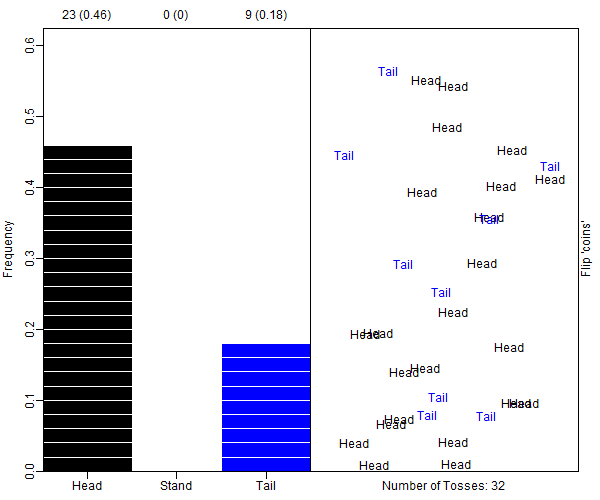 23 (0.46) 0 (0) 9 (0.18)
0.6
0.5
0.4
0.3
0.2
0.1
0.0
Frequency
Head Stand Tail
Tail
Head
Head
Head
Head
Tail
Tail
Head
Head
Head
Head
Tail
Tail
Head
Tail
Head
Head
Head
Head
Head
Head
Tail
Head
Head
Tail
Tail
Head
Head
Head
Head
Head
Head
Flip 'coins'
Number of Tosses: 32